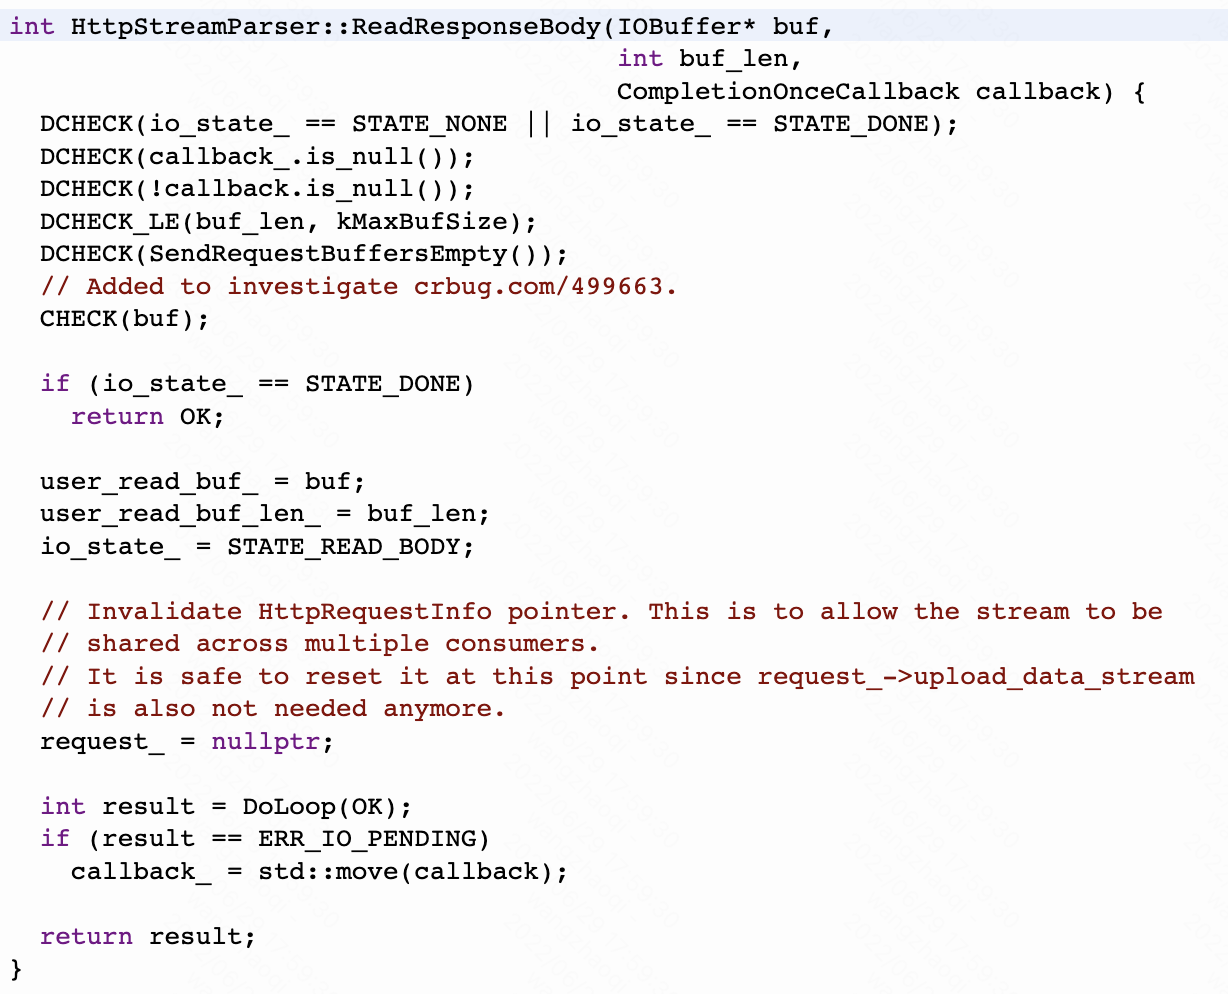 int HttpStreamParser::ReadResponseBody(IOBuffer* buf,
                                       int buf_len,
                                       CompletionOnceCallback callback) {
  DCHECK(io_state_ == STATE_NONE || io_state_ == STATE_DONE);
  DCHECK(callback_.is_null());
  DCHECK(!callback.is_null());
  DCHECK_LE(buf_len, kMaxBufSize);
  DCHECK(SendRequestBuffersEmpty());
  // Added to investigate crbug.com/499663.
  CHECK(buf);

  if (io_state_ == STATE_DONE)
    return OK;

  user_read_buf_ = buf;
  user_read_buf_len_ = buf_len;
  io_state_ = STATE_READ_BODY;

  // Invalidate HttpRequestInfo pointer. This is to allow the stream to be
  // shared across multiple consumers.
  // It is safe to reset it at this point since request_->upload_data_stream
  // is also not needed anymore.
  request_ = nullptr;

  int result = DoLoop(OK);
  if (result == ERR_IO_PENDING)
    callback_ = std::move(callback);

  return result;
}